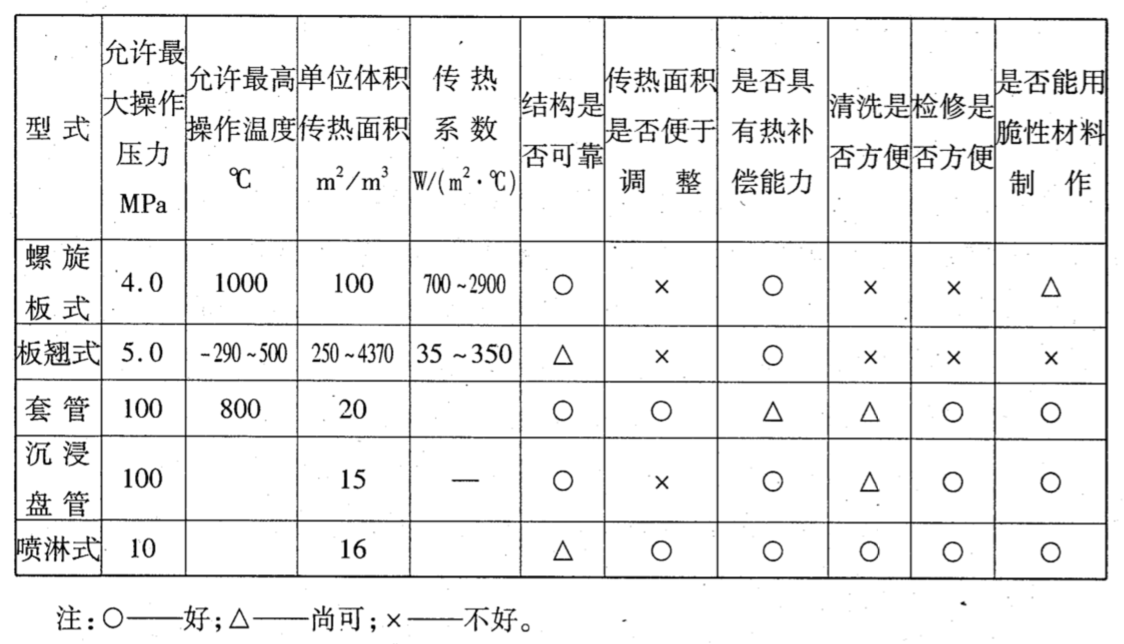 型式 允许最大操作压力 MPa 允许最高操作温度 ℃ 单位体积传热面积 m²/m³ 传热系数 W/(m²·℃) 结构是否可靠 传热面积是否便于调整 是否具有热补偿能力 清洗是否方便 检修是否方便 是否能用脆性材料制作
螺旋板式 4.0 1000 100 700~2900 ○ × ○ × × △
板翘式 5.0 -290~500 250~4370 35~350 △ × ○ × × ×
套管 100 800 20 ○ ○ △ △ ○ ○
沉浸盘管 100 15 — ○ × ○ △ ○ ○
喷淋式 10 16 △ ○ ○ ○ ○ ○
注:○——好;△——尚可;×——不好。